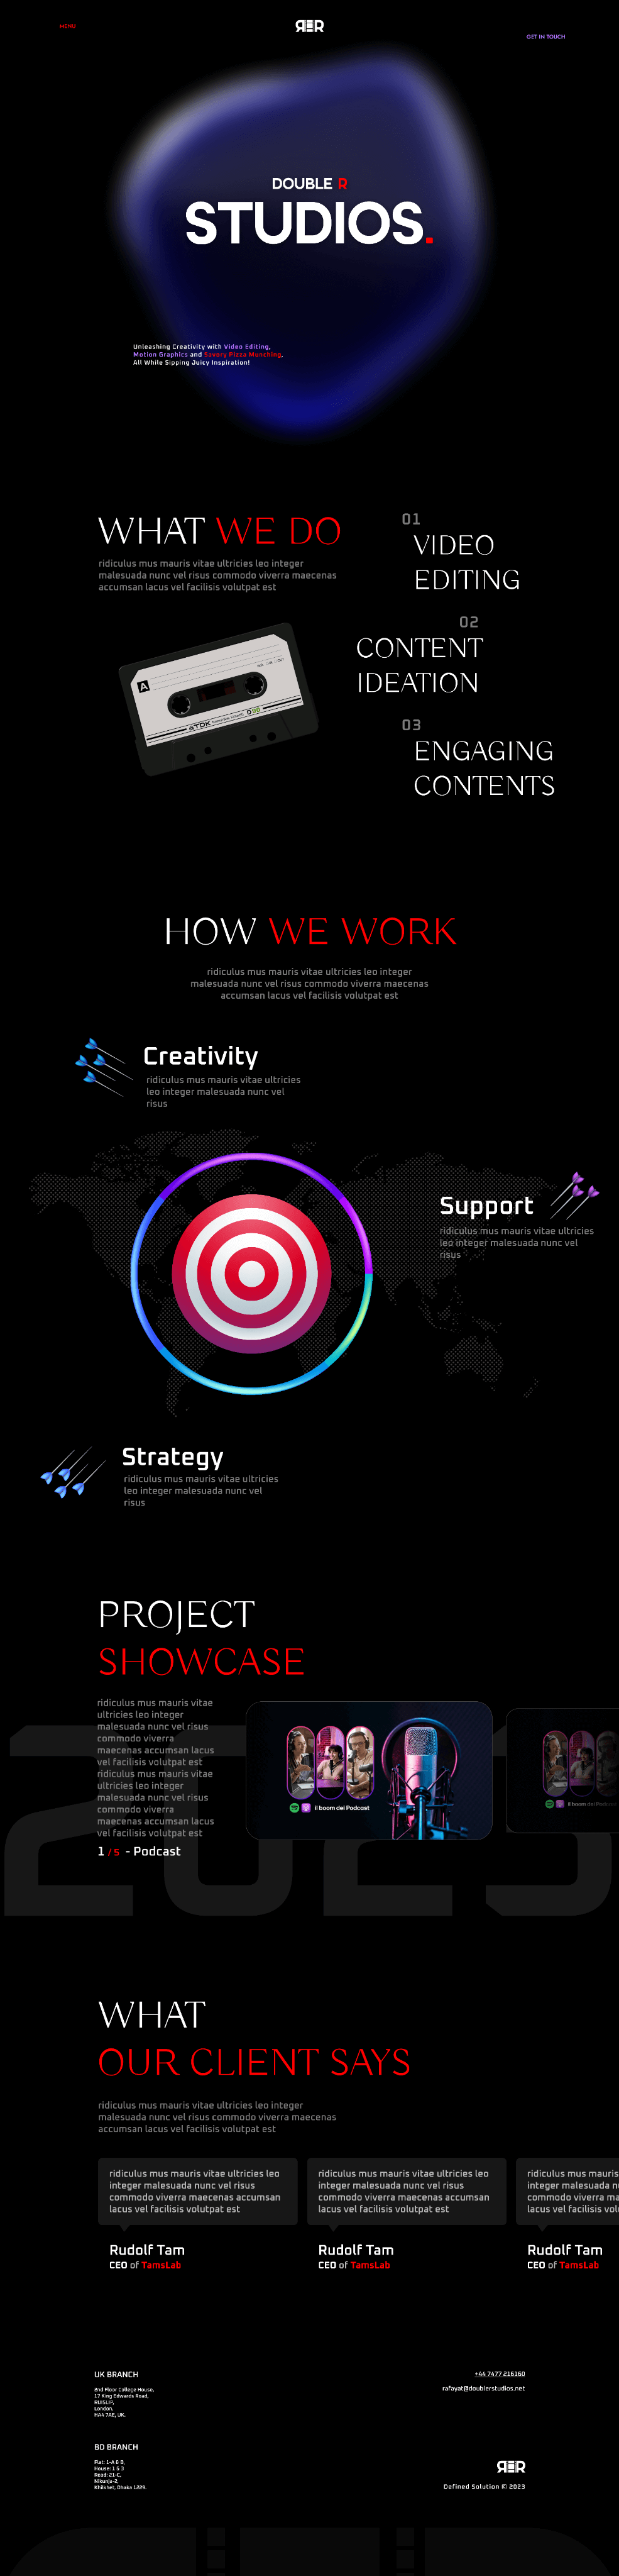 MENU
GET IN TOUCH
DOUBLE R
STUDIOS.
Unleashing Creativity with Video Editing,
Motion Graphics and Savory Pizza Munching,
All While Sipping Juicy Inspiration!
WHAT WE DO
ridiculus mus mauris vitae ultricies leo integer
malesuada nunc vel risus commodo viverra maecenas
accumsan lacus vel facilisis volutpat est
01
VIDEO
EDITING
02
CONTENT
IDEATION
03
ENGAGING
CONTENTS
A
TDK
D90
HOW WE WORK
ridiculus mus mauris vitae ultricies leo integer
malesuada nunc vel risus commodo viverra maecenas
accumsan lacus vel facilisis volutpat est
Creativity
ridiculus mus mauris vitae ultricies
leo integer malesuada nunc vel
risus
Support
ridiculus mus mauris vitae ultricies
leo integer malesuada nunc vel
risus
Strategy
ridiculus mus mauris vitae ultricies
leo integer malesuada nunc vel
risus
PROJECT
SHOWCASE
2023
ridiculus mus mauris vitae
ultricies leo integer
malesuada nunc vel risus
commodo viverra
maecenas accumsan lacus
vel facilisis volutpat est
ridiculus mus mauris vitae
ultricies leo integer
malesuada nunc vel risus
commodo viverra
maecenas accumsan lacus
vel facilisis volutpat est
1 / 5 - Podcast
Il boom dei Podcast
Il boom dei Podcast
WHAT
OUR CLIENT SAYS
ridiculus mus mauris vitae ultricies leo integer
malesuada nunc vel risus commodo viverra maecenas
accumsan lacus vel facilisis volutpat est
ridiculus mus mauris vitae ultricies leo
integer malesuada nunc vel risus
commodo viverra maecenas accumsan
lacus vel facilisis volutpat est
Rudolf Tam
CEO of TamsLab
ridiculus mus mauris vitae ultricies leo
integer malesuada nunc vel risus
commodo viverra maecenas accumsan
lacus vel facilisis volutpat est
Rudolf Tam
CEO of TamsLab
ridiculus mus mauris
integer malesuada nu
commodo viverra ma
lacus vel facilisis volu
Rudolf Tam
CEO of TamsLab
UK BRANCH
2nd Floor College House,
17 King Edwards Road,
RUISLIP,
London,
HA4 7AE, UK.
BD BRANCH
Flat: 1-A & B,
House: 1 & 3
Road: 21-C,
Nikunja-2,
Khilkhet, Dhaka 1229.
+44 7477 216160
rafayat@doublerstudios.net
Defined Solution © 2023